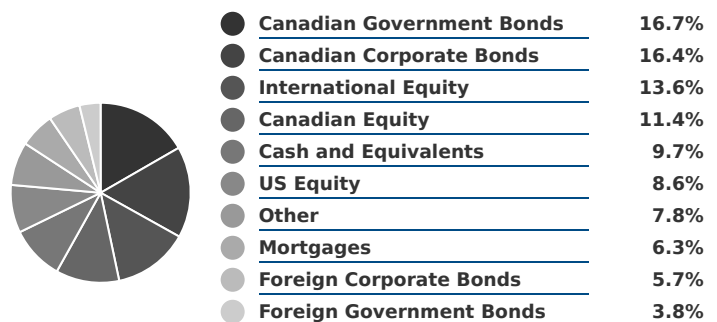 Canadian Government Bonds 16.7%
Canadian Corporate Bonds 16.4%
International Equity 13.6%
Canadian Equity 11.4%
Cash and Equivalents 9.7%
US Equity 8.6%
Other 7.8%
Mortgages 6.3%
Foreign Corporate Bonds 5.7%
Foreign Government Bonds 3.8%